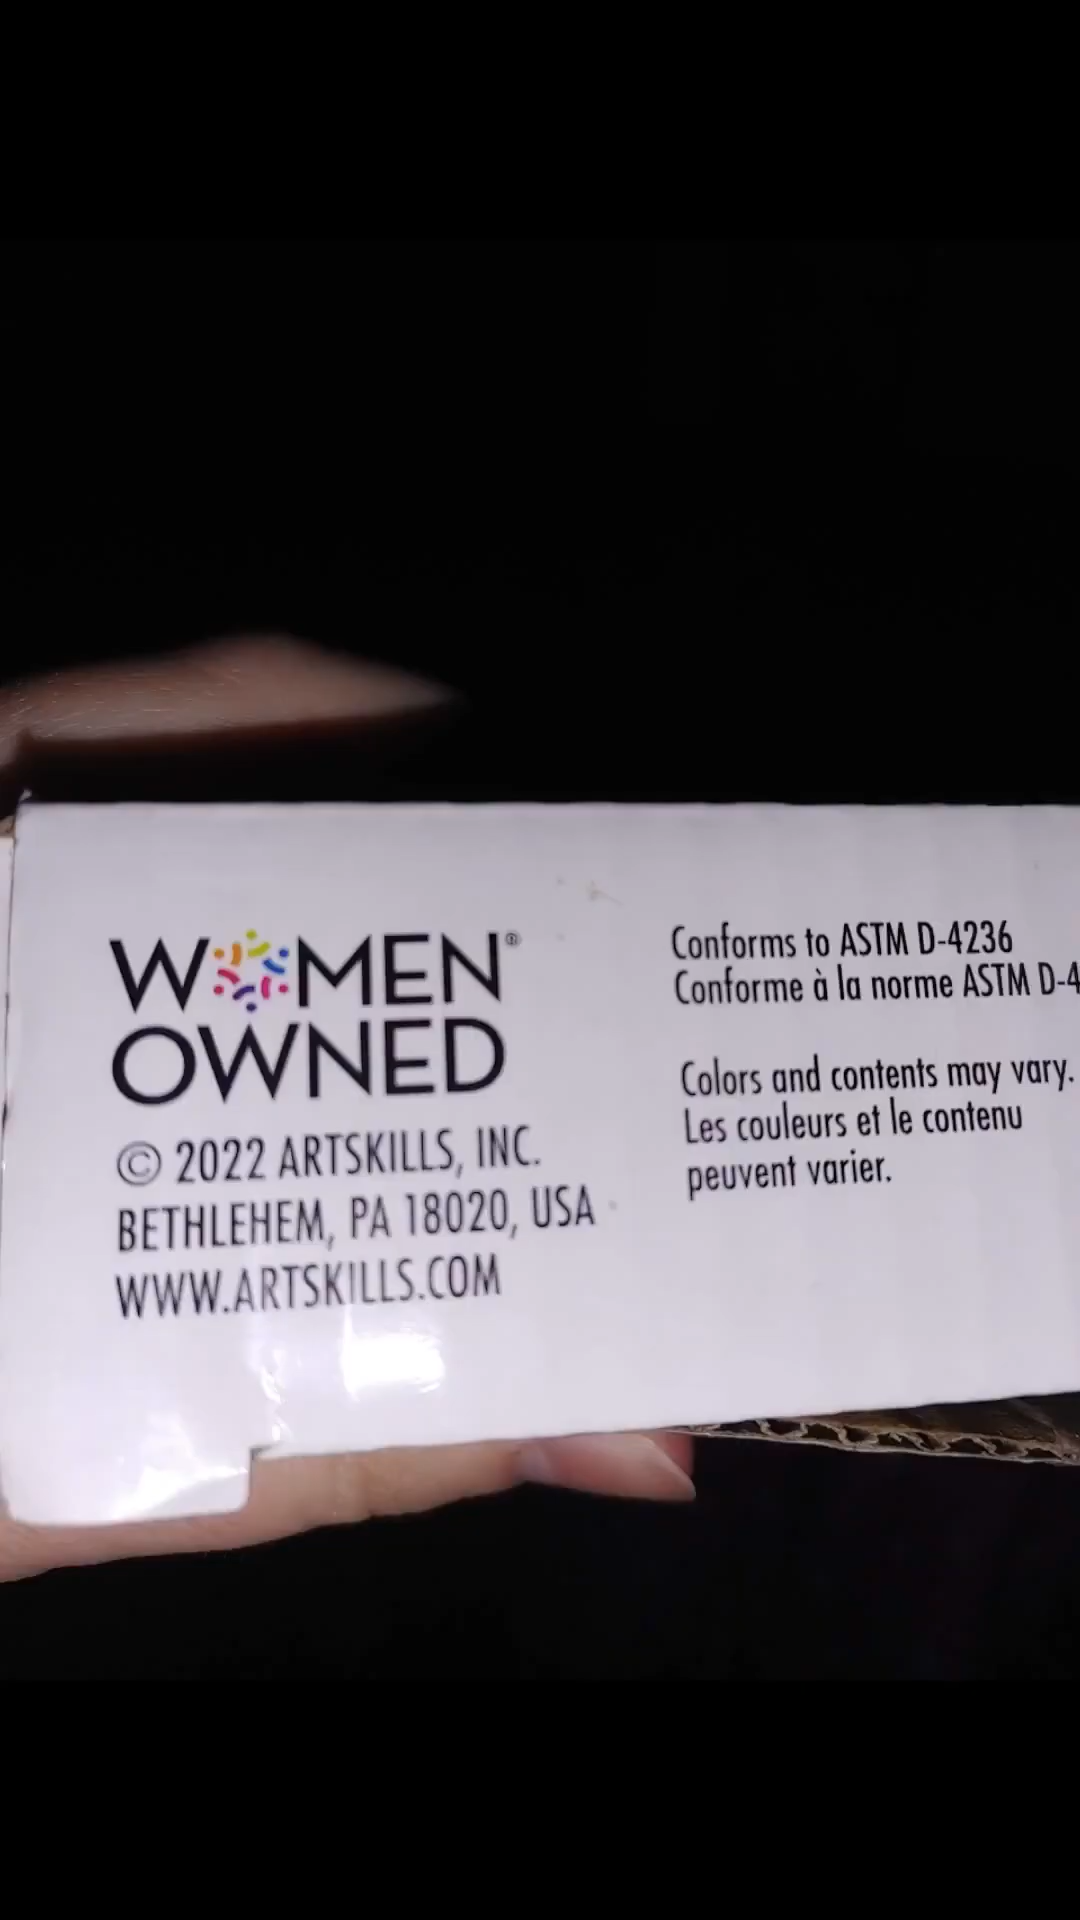 WOMEN®
OWNED
© 2022 ARTSKILLS, INC.
BETHLEHEM, PA 18020, USA
WWW.ARTSKILLS.COM
Conforms to ASTM D-4236
Conforme à la norme ASTM D-4
Colors and contents may vary.
Les couleurs et le contenu
peuvent varier.